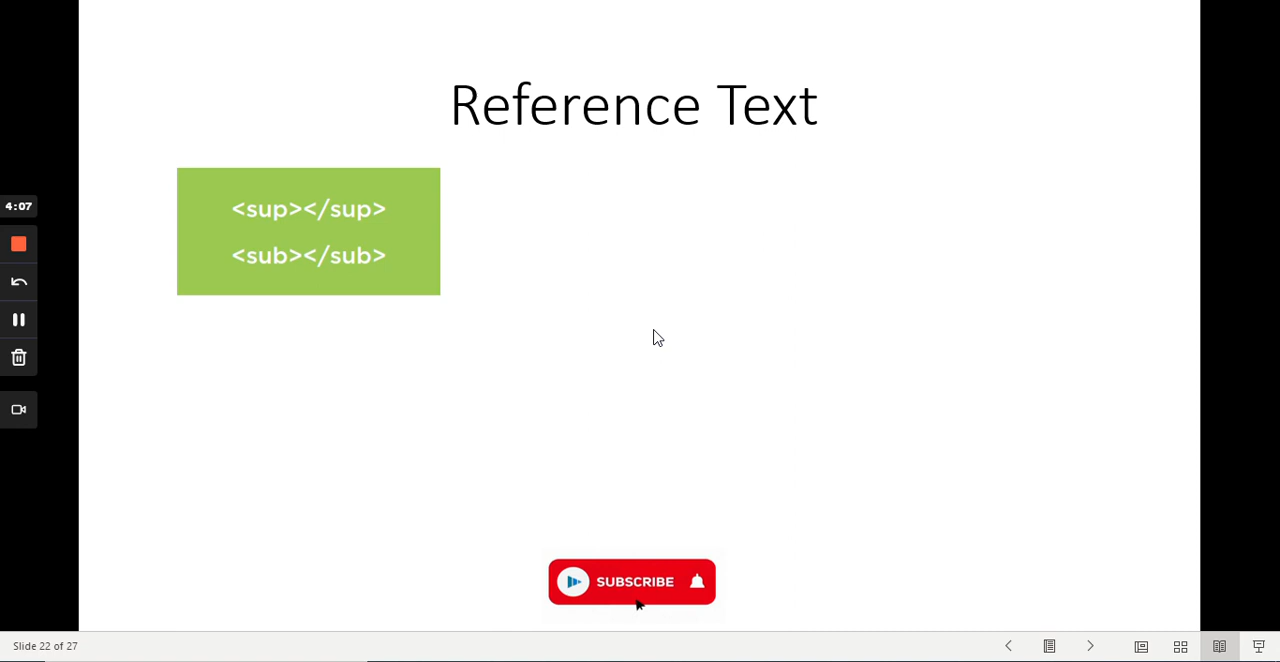 Reference Text
<sup></sup>
4:07
<sub></sub>
SUBSCRIBE
Slide 22 of 27